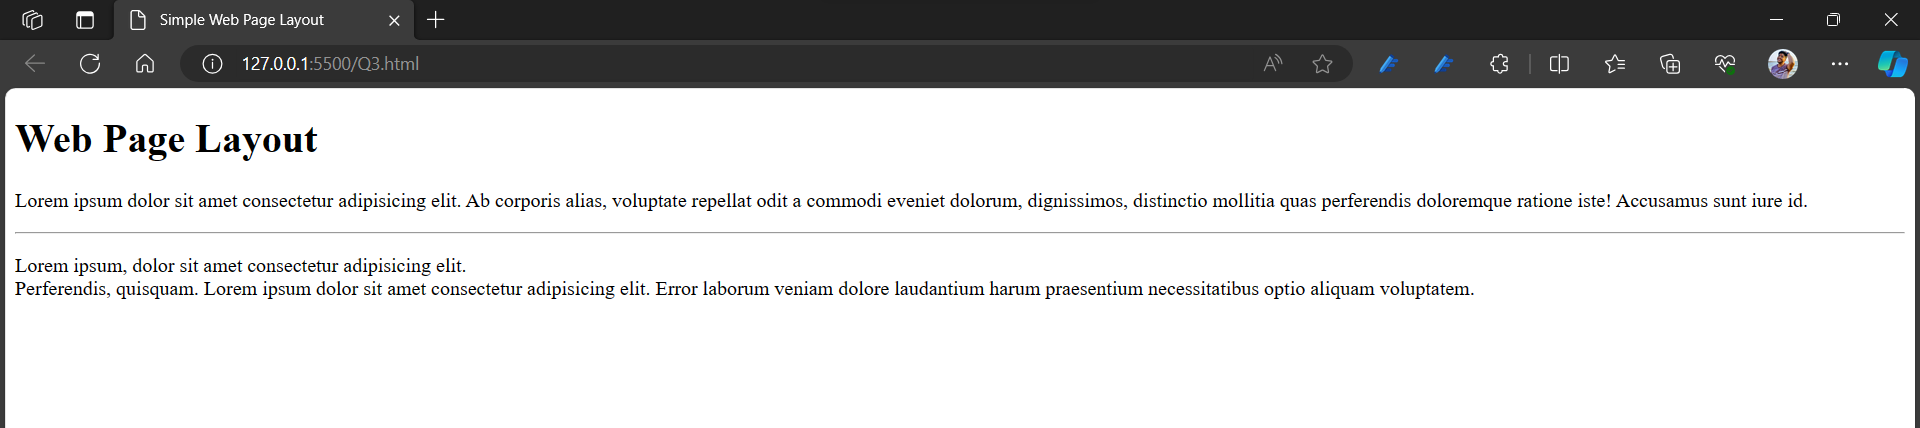 Simple Web Page Layout
127.0.0.1:5500/Q3.html
Web Page Layout
Lorem ipsum dolor sit amet consectetur adipisicing elit. Ab corporis alias, voluptate repellat odit a commodi eveniet dolorum, dignissimos, distinctio mollitia quas perferendis doloremque ratione iste! Accusamus sunt iure id.
Lorem ipsum, dolor sit amet consectetur adipisicing elit.
Perferendis, quisquam. Lorem ipsum dolor sit amet consectetur adipisicing elit. Error laborum veniam dolore laudantium harum praesentium necessitatibus optio aliquam voluptatem.